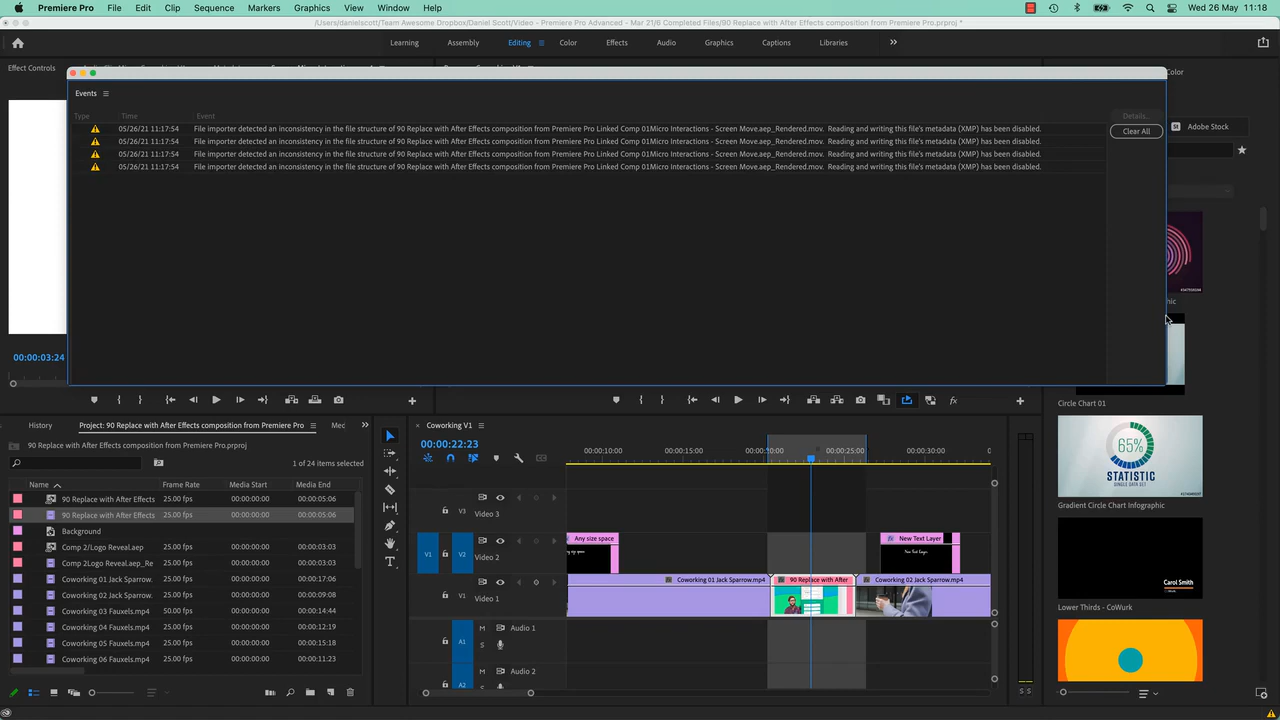 Premiere Pro File Edit Clip Sequence Markers Graphics View Window Help Wed 26 May 11:18
/Users/danielscott/Team Awesome Dropbox/Daniel Scott/Video - Premiere Pro Advanced - Mar 21/6 Completed Files/90 Replace with After Effects composition from Premiere Pro.prproj *
Learning Assembly Editing Color Effects Audio Graphics Captions Libraries
Effect Controls
Color
Events
Type Time Event Details...
05/26/21 11:17:54 File importer detected an inconsistency in the file structure of 90 Replace with After Effects composition from Premiere Pro Linked Comp 01Micro Interactions - Screen Move.aep_Rendered.mov. Reading and writing this file's metadata (XMP) has been disabled.
Clear All
05/26/21 11:17:54 File importer detected an inconsistency in the file structure of 90 Replace with After Effects composition from Premiere Pro Linked Comp 01Micro Interactions - Screen Move.aep_Rendered.mov. Reading and writing this file's metadata (XMP) has been disabled.
05/26/21 11:17:54 File importer detected an inconsistency in the file structure of 90 Replace with After Effects composition from Premiere Pro Linked Comp 01Micro Interactions - Screen Move.aep_Rendered.mov. Reading and writing this file's metadata (XMP) has been disabled.
05/26/21 11:17:54 File importer detected an inconsistency in the file structure of 90 Replace with After Effects composition from Premiere Pro Linked Comp 01Micro Interactions - Screen Move.aep_Rendered.mov. Reading and writing this file's metadata (XMP) has been disabled.
St Adobe Stock
hic
00:00:03:24
Circle Chart 01
65%
STATISTIC
Gradient Circle Chart Infographic
Carol Smith
Lower Thirds - CoWurk
History Project: 90 Replace with After Effects composition from Premiere Pro Med
90 Replace with After Effects composition from Premiere Pro.prproj
1 of 24 items selected
Name Frame Rate Media Start Media End
90 Replace with After Effects 25.00 fps 00:00:00:00 00:00:05:06
90 Replace with After Effects 25.00 fps 00:00:00:00 00:00:05:06
Background
Comp 2/Logo Reveal.aep 25.00 fps 00:00:00:00 00:00:03:03
Comp 2Logo Reveal.aep_Re 25.00 fps 00:00:00:00 00:00:03:03
Coworking 01 Jack Sparrow. 25.00 fps 00:00:00:00 00:00:17:06
Coworking 02 Jack Sparrow. 25.00 fps 00:00:00:00 00:00:09:08
Coworking 03 Fauxels.mp4 25.00 fps 00:00:00:00 00:00:14:44
Coworking 04 Fauxels.mp4 25.00 fps 00:00:00:00 00:00:12:19
Coworking 05 Fauxels.mp4 25.00 fps 00:00:00:00 00:00:15:18
Coworking 06 Fauxels.mp4 25.00 fps 00:00:00:00 00:00:11:23
Coworking V1
00:00:22:23
00:00:10:00 00:00:15:00 00:00:20:00 00:00:25:00 00:00:30:00
V3 Video 3
V1 V2 Video 2
Any size space
fx New Text Layer
New Text Layer
V1 Video 1
Coworking 01 Jack Sparrow.mp4
90 Replace with After
Coworking 02 Jack Sparrow.mp4
A1 M Audio 1
S
A2 M Audio 2
S
S S